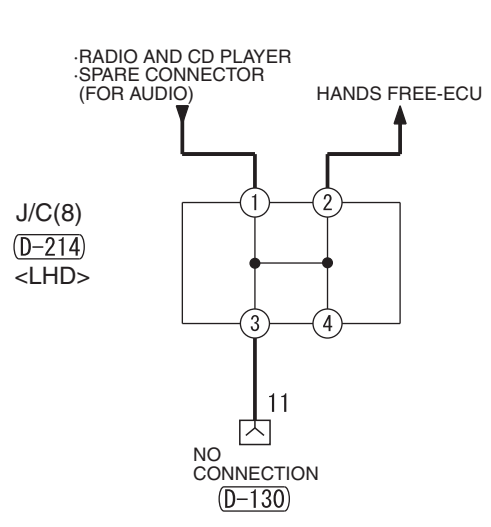 ·RADIO AND CD PLAYER
·SPARE CONNECTOR
(FOR AUDIO)
HANDS FREE-ECU
1
2
J/C(8)
D-214
<LHD>
3
4
11
NO
CONNECTION
D-130